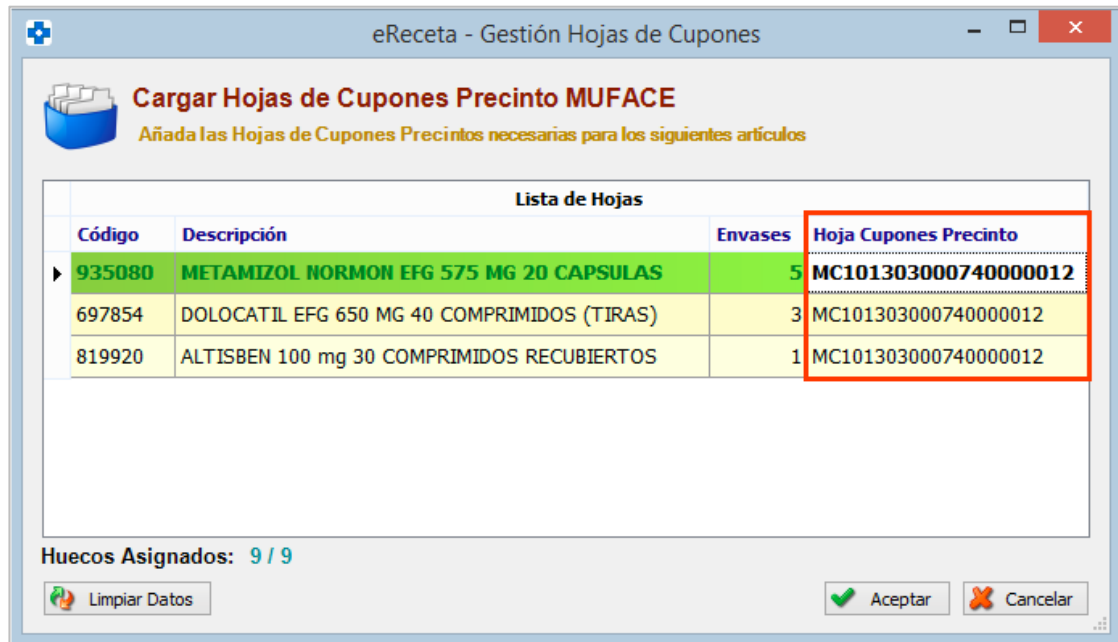 eReceta - Gestión Hojas de Cupones
Cargar Hojas de Cupones Precinto MUFACE
Añada las Hojas de Cupones Precintos necesarias para los siguientes artículos
Lista de Hojas
Código Descripción Envases Hoja Cupones Precinto
935080 METAMIZOL NORMON EFG 575 MG 20 CAPSULAS 5 MC101303000740000012
697854 DOLOCATIL EFG 650 MG 40 COMPRIMIDOS (TIRAS) 3 MC101303000740000012
819920 ALTISBEN 100 mg 30 COMPRIMIDOS RECUBIERTOS 1 MC101303000740000012
Huecos Asignados: 9 / 9
Limpiar Datos Aceptar Cancelar